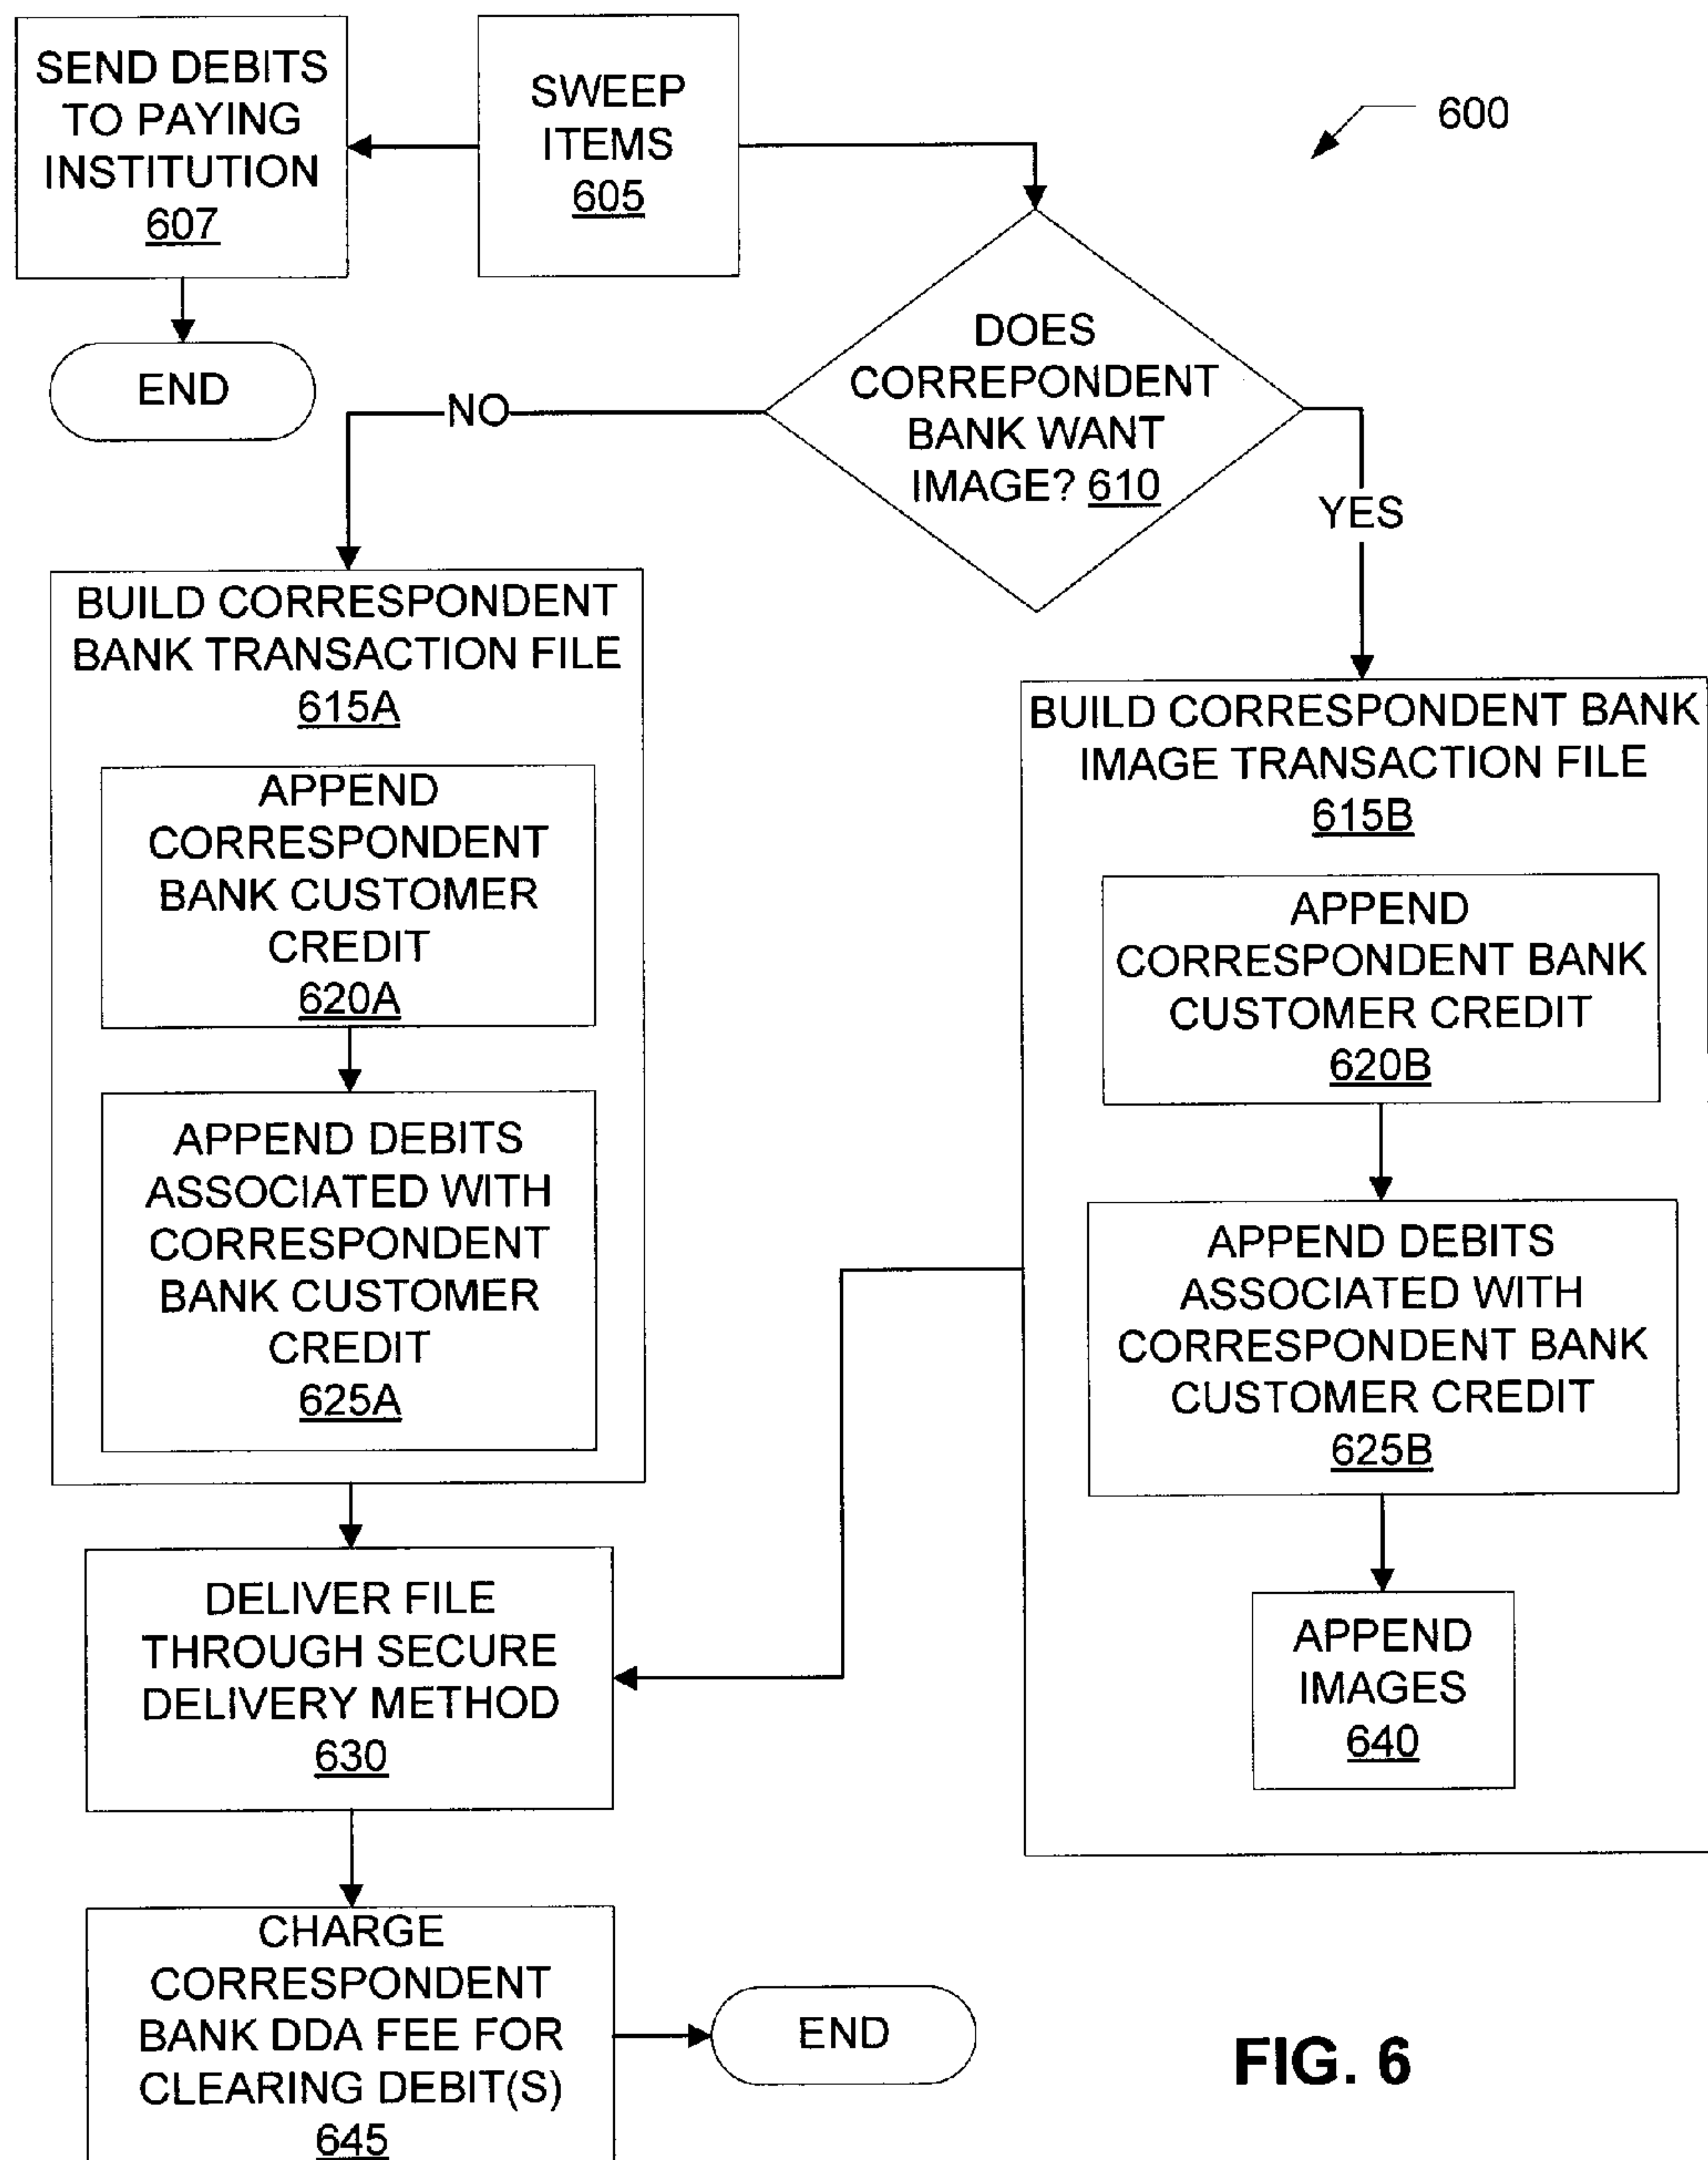 SEND DEBITS
TO PAYING
INSTITUTION
607
SWEEP
ITEMS
605
600
END
DOES
CORREPONDENT
BANK WANT
IMAGE? 610
NO
YES
BUILD CORRESPONDENT
BANK TRANSACTION FILE
615A
APPEND
CORRESPONDENT
BANK CUSTOMER
CREDIT
620A
APPEND DEBITS
ASSOCIATED WITH
CORRESPONDENT
BANK CUSTOMER
CREDIT
625A
BUILD CORRESPONDENT BANK
IMAGE TRANSACTION FILE
615B
APPEND
CORRESPONDENT BANK
CUSTOMER CREDIT
620B
APPEND DEBITS
ASSOCIATED WITH
CORRESPONDENT BANK
CUSTOMER CREDIT
625B
APPEND
IMAGES
640
DELIVER FILE
THROUGH SECURE
DELIVERY METHOD
630
CHARGE
CORRESPONDENT
BANK DDA FEE FOR
CLEARING DEBIT(S)
645
END
FIG. 6